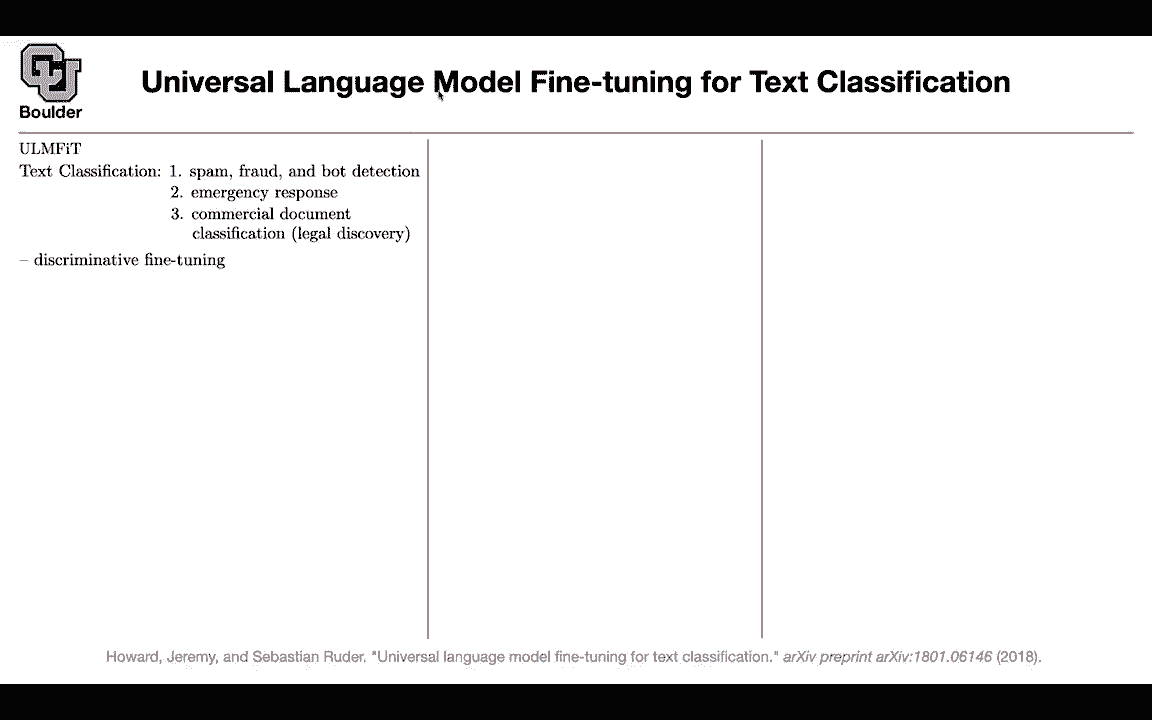 CU
Boulder
Universal Language Model Fine-tuning for Text Classification
ULMFiT
Text Classification: 1. spam, fraud, and bot detection
2. emergency response
3. commercial document
classification (legal discovery)
– discriminative fine-tuning
Howard, Jeremy, and Sebastian Ruder. "Universal language model fine-tuning for text classification." arXiv preprint arXiv:1801.06146 (2018).